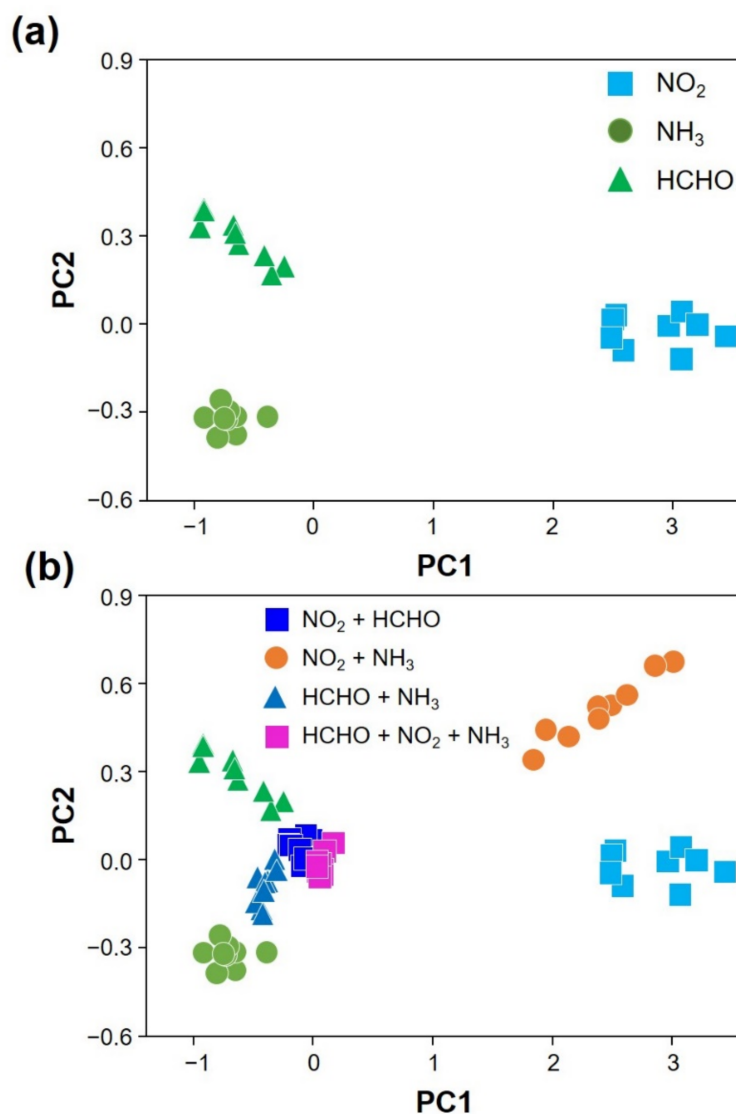 (a)
0.9
0.6
0.3
0.0
−0.3
−0.6
PC2
NO₂
NH₃
HCHO
−1 0 1 2 3
PC1
(b)
0.9
0.6
0.3
0.0
−0.3
−0.6
PC2
NO₂ + HCHO
NO₂ + NH₃
HCHO + NH₃
HCHO + NO₂ + NH₃
−1 0 1 2 3
PC1